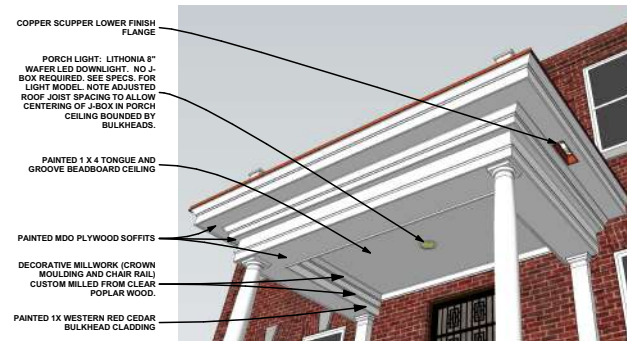 COPPER SCUPPER LOWER FINISH
FLANGE
PORCH LIGHT: LITHONIA 8"
WAFER LED DOWNLIGHT. NO J-
BOX REQUIRED. SEE SPECS. FOR
LIGHT MODEL. NOTE ADJUSTED
ROOF JOIST SPACING TO ALLOW
CENTERING OF J-BOX IN PORCH
CEILING BOUNDED BY
BULKHEADS.
PAINTED 1 X 4 TONGUE AND
GROOVE BEADBOARD CEILING
PAINTED MDO PLYWOOD SOFFITS
DECORATIVE MILLWORK (CROWN
MOULDING AND CHAIR RAIL)
CUSTOM MILLED FROM CLEAR
POPLAR WOOD.
PAINTED 1X WESTERN RED CEDAR
BULKHEAD CLADDING